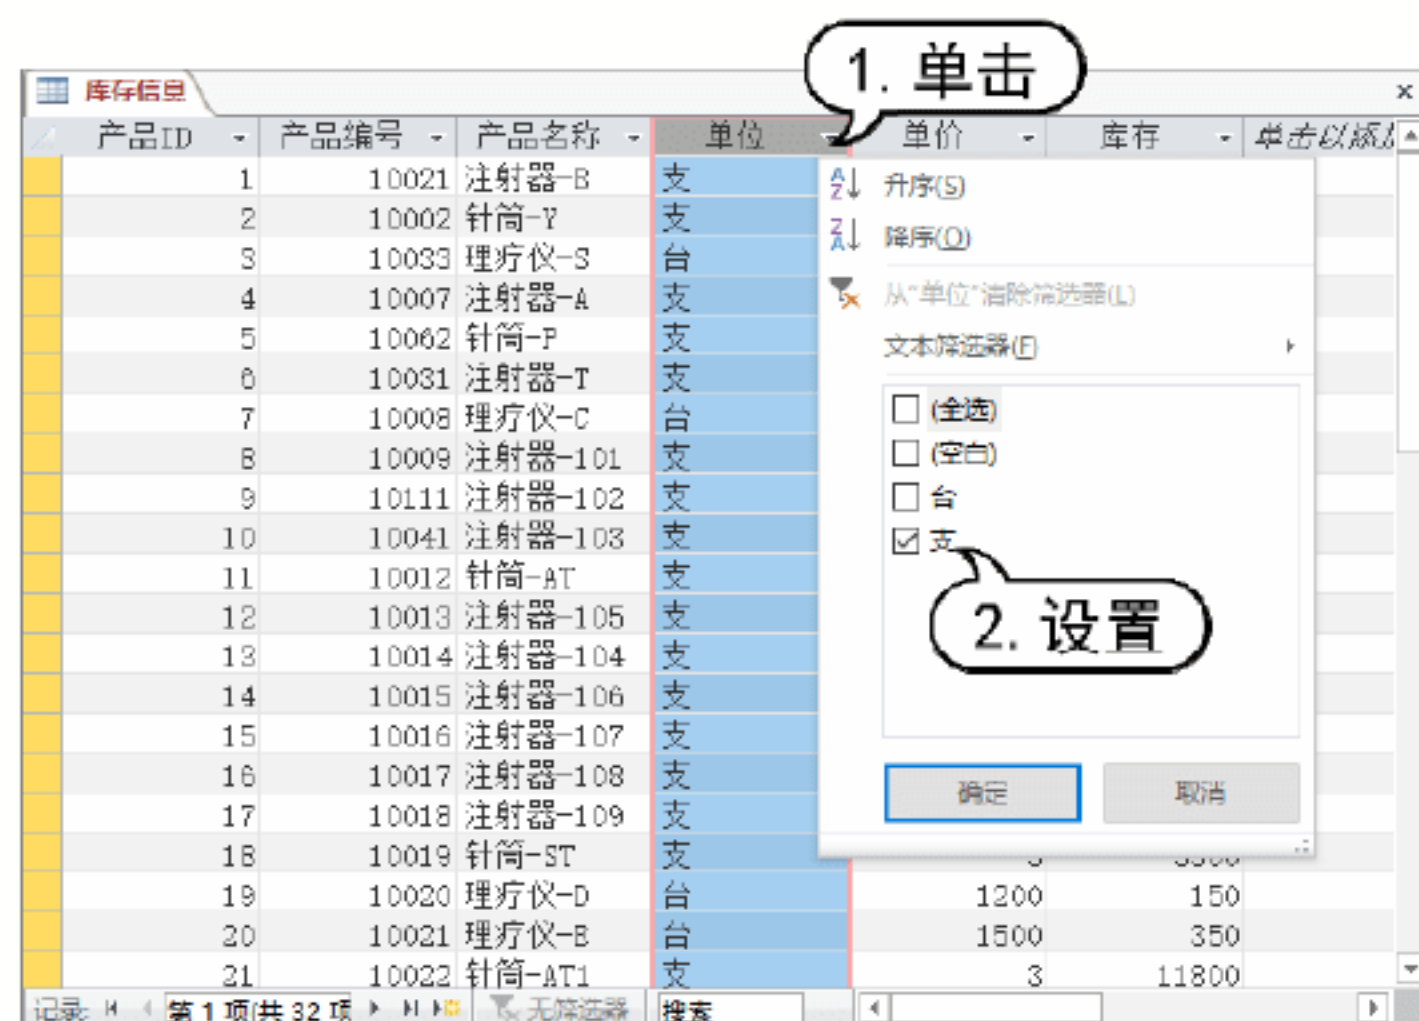 1. 单击
库存信息
产品ID 产品编号 产品名称 单位 单价 库存 单击以添加
1 10021 注射器-B 支
2 10002 针筒-Y 支
3 10033 理疗仪-S 台
4 10007 注射器-A 支
5 10062 针筒-P 支
6 10031 注射器-T 支
7 10008 理疗仪-C 台
8 10009 注射器-101 支
9 10111 注射器-102 支
10 10041 注射器-103 支
11 10012 针筒-AT 支
12 10013 注射器-105 支
13 10014 注射器-104 支
14 10015 注射器-106 支
15 10016 注射器-107 支
16 10017 注射器-108 支
17 10018 注射器-109 支
18 10019 针筒-ST 支
19 10020 理疗仪-D 台 1200 150
20 10021 理疗仪-E 台 1500 350
21 10022 针筒-AT1 支 3 11800
升序(S)
降序(O)
从"单位"清除筛选器(L)
文本筛选器(F)
(全选)
(空白)
台
支
2. 设置
确定 取消
记录: 第 1 项(共 32 项 无筛选器 搜索